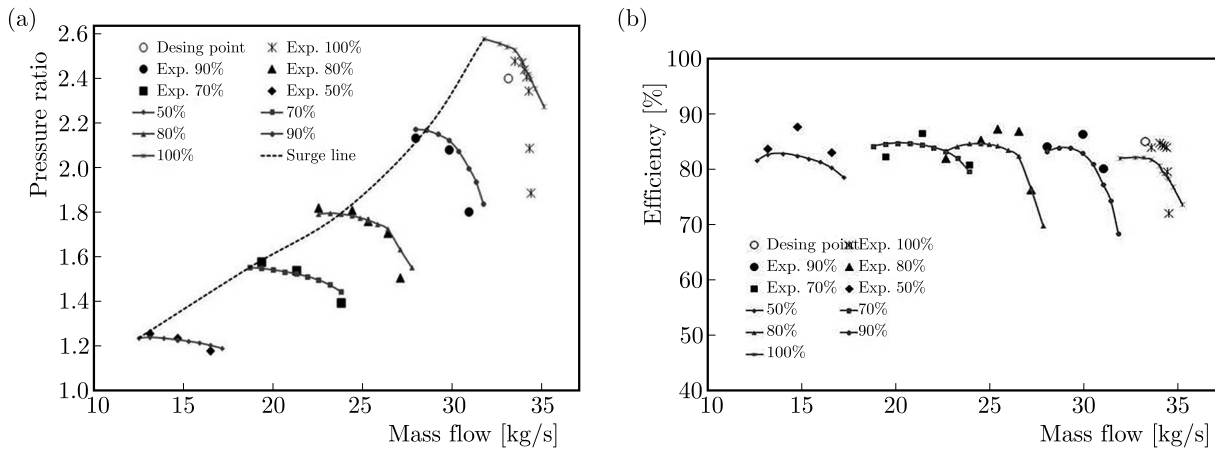 (a)
Pressure ratio
2.6
2.4
2.2
2.0
1.8
1.6
1.4
1.2
1.0
Desing point
Exp. 100%
Exp. 90%
Exp. 80%
Exp. 70%
Exp. 50%
50%
70%
80%
90%
100%
Surge line
10 15 20 25 30 35
Mass flow [kg/s]
(b)
Efficiency [%]
100
90
80
70
60
50
40
Desing point
Exp. 100%
Exp. 90%
Exp. 80%
Exp. 70%
Exp. 50%
50%
70%
80%
90%
100%
10 15 20 25 30 35
Mass flow [kg/s]